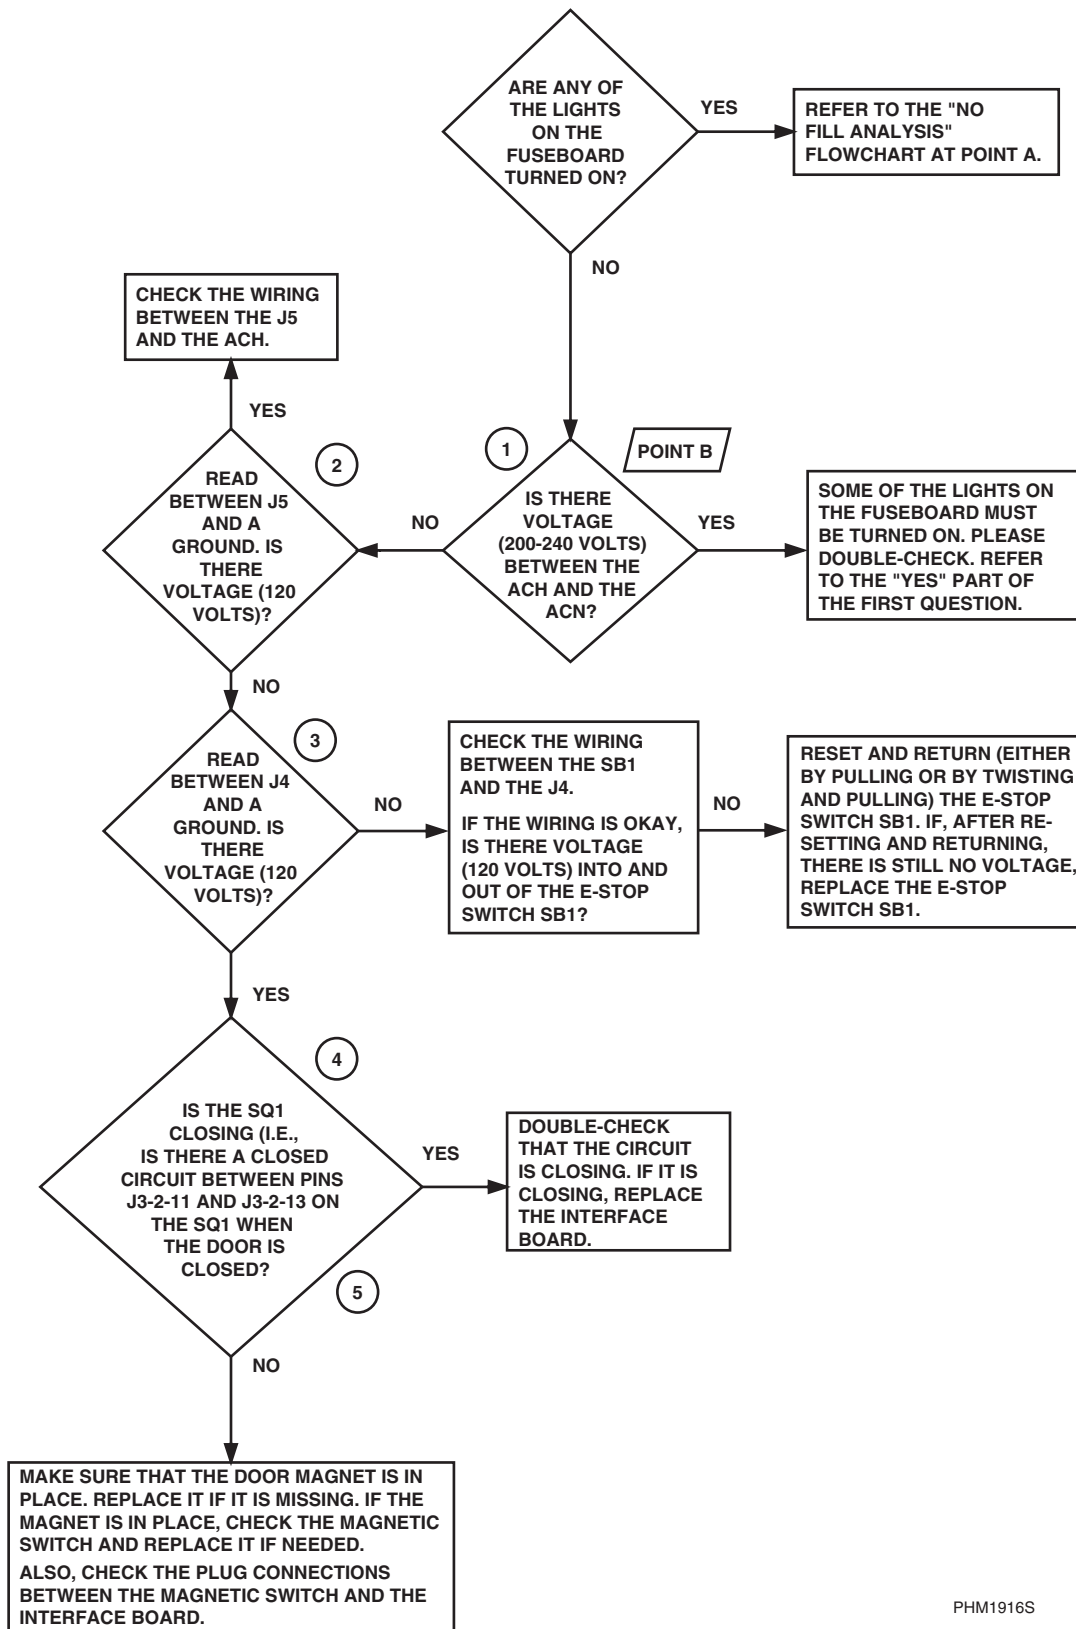 ARE ANY OF
THE LIGHTS
ON THE
FUSEBOARD
TURNED ON?
YES
REFER TO THE "NO
FILL ANALYSIS"
FLOWCHART AT POINT A.
NO
CHECK THE WIRING
BETWEEN THE J5
AND THE ACH.
YES
1
POINT B
IS THERE
VOLTAGE
(200-240 VOLTS)
BETWEEN THE
ACH AND THE
ACN?
YES
SOME OF THE LIGHTS ON
THE FUSEBOARD MUST
BE TURNED ON. PLEASE
DOUBLE-CHECK. REFER
TO THE "YES" PART OF
THE FIRST QUESTION.
NO
2
READ
BETWEEN J5
AND A
GROUND. IS
THERE
VOLTAGE (120
VOLTS)?
NO
3
READ
BETWEEN J4
AND A
GROUND. IS
THERE
VOLTAGE (120
VOLTS)?
NO
CHECK THE WIRING
BETWEEN THE SB1
AND THE J4.
IF THE WIRING IS OKAY,
IS THERE VOLTAGE
(120 VOLTS) INTO AND
OUT OF THE E-STOP
SWITCH SB1?
NO
RESET AND RETURN (EITHER
BY PULLING OR BY TWISTING
AND PULLING) THE E-STOP
SWITCH SB1. IF, AFTER RE-
SETTING AND RETURNING,
THERE IS STILL NO VOLTAGE,
REPLACE THE E-STOP
SWITCH SB1.
YES
4
IS THE SQ1
CLOSING (I.E.,
IS THERE A CLOSED
CIRCUIT BETWEEN PINS
J3-2-11 AND J3-2-13 ON
THE SQ1 WHEN
THE DOOR IS
CLOSED?
5
YES
DOUBLE-CHECK
THAT THE CIRCUIT
IS CLOSING. IF IT IS
CLOSING, REPLACE
THE INTERFACE
BOARD.
NO
MAKE SURE THAT THE DOOR MAGNET IS IN
PLACE. REPLACE IT IF IT IS MISSING. IF THE
MAGNET IS IN PLACE, CHECK THE MAGNETIC
SWITCH AND REPLACE IT IF NEEDED.
ALSO, CHECK THE PLUG CONNECTIONS
BETWEEN THE MAGNETIC SWITCH AND THE
INTERFACE BOARD.
PHM1916S